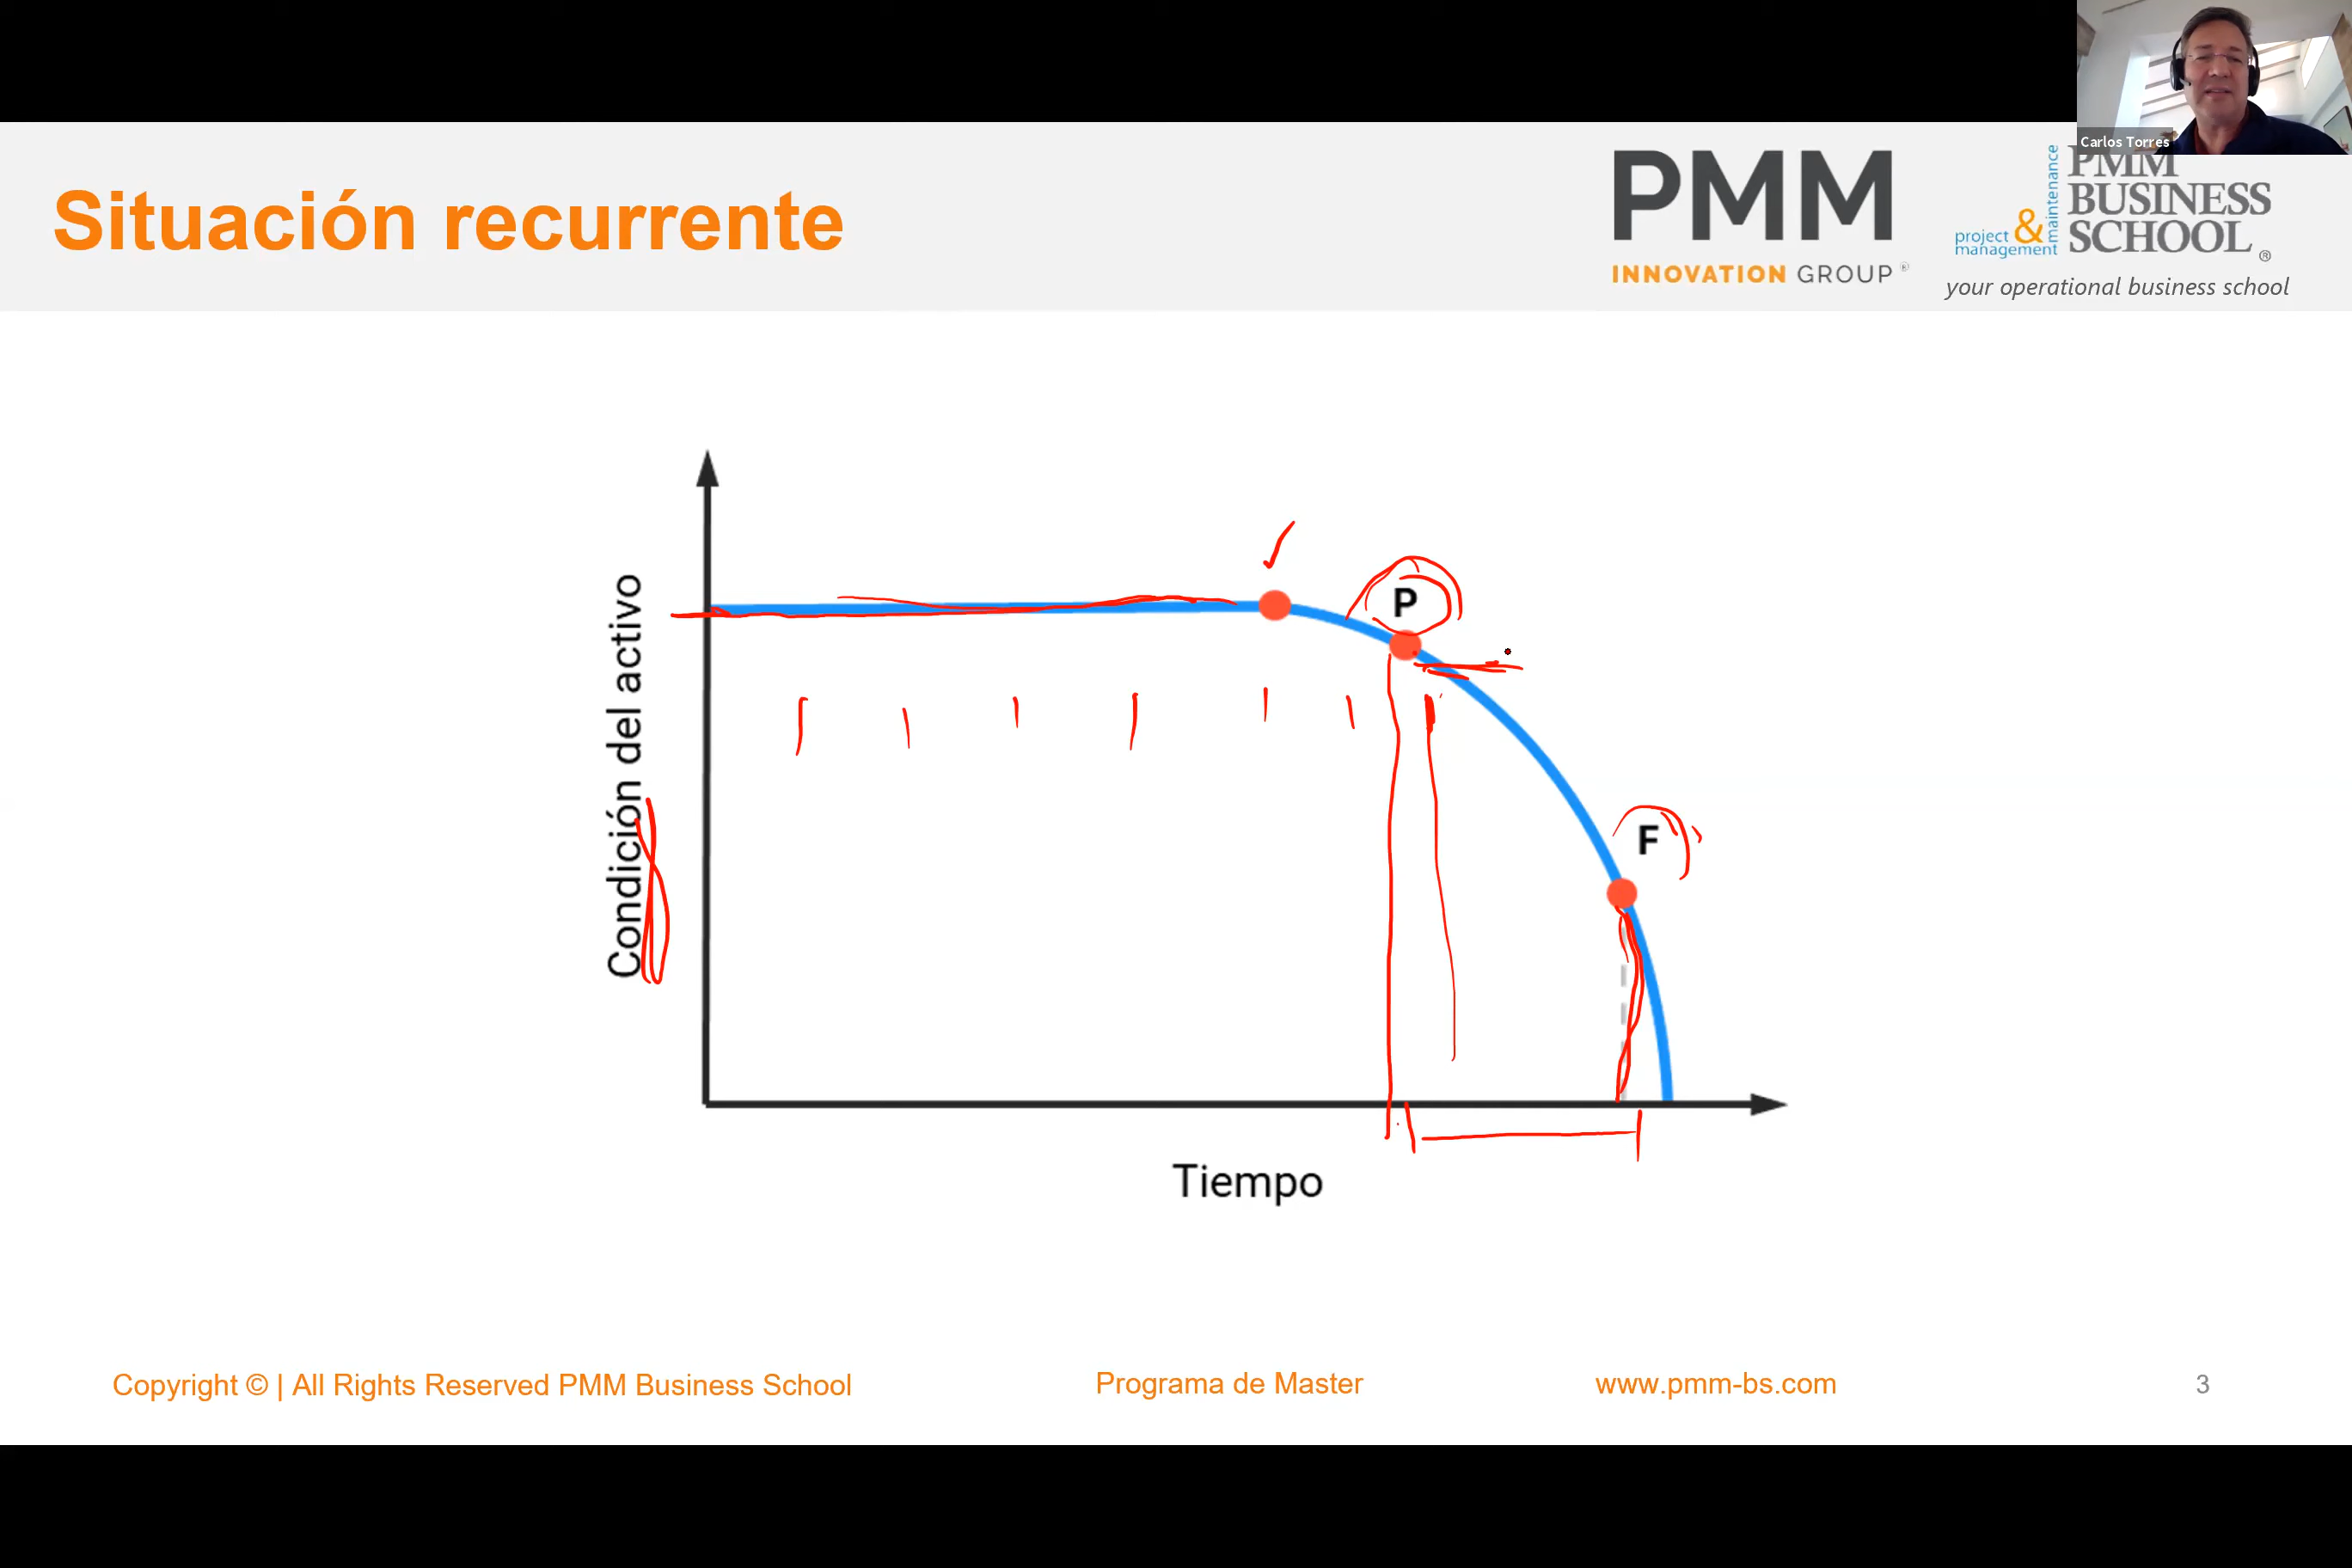 Carlos Torres
Situación recurrente
PMM
INNOVATION GROUP ®
project & management maintenance
PMM
BUSINESS
SCHOOL ®
your operational business school
Condición del activo
P
F
Tiempo
Copyright © | All Rights Reserved PMM Business School
Programa de Master
www.pmm-bs.com
3